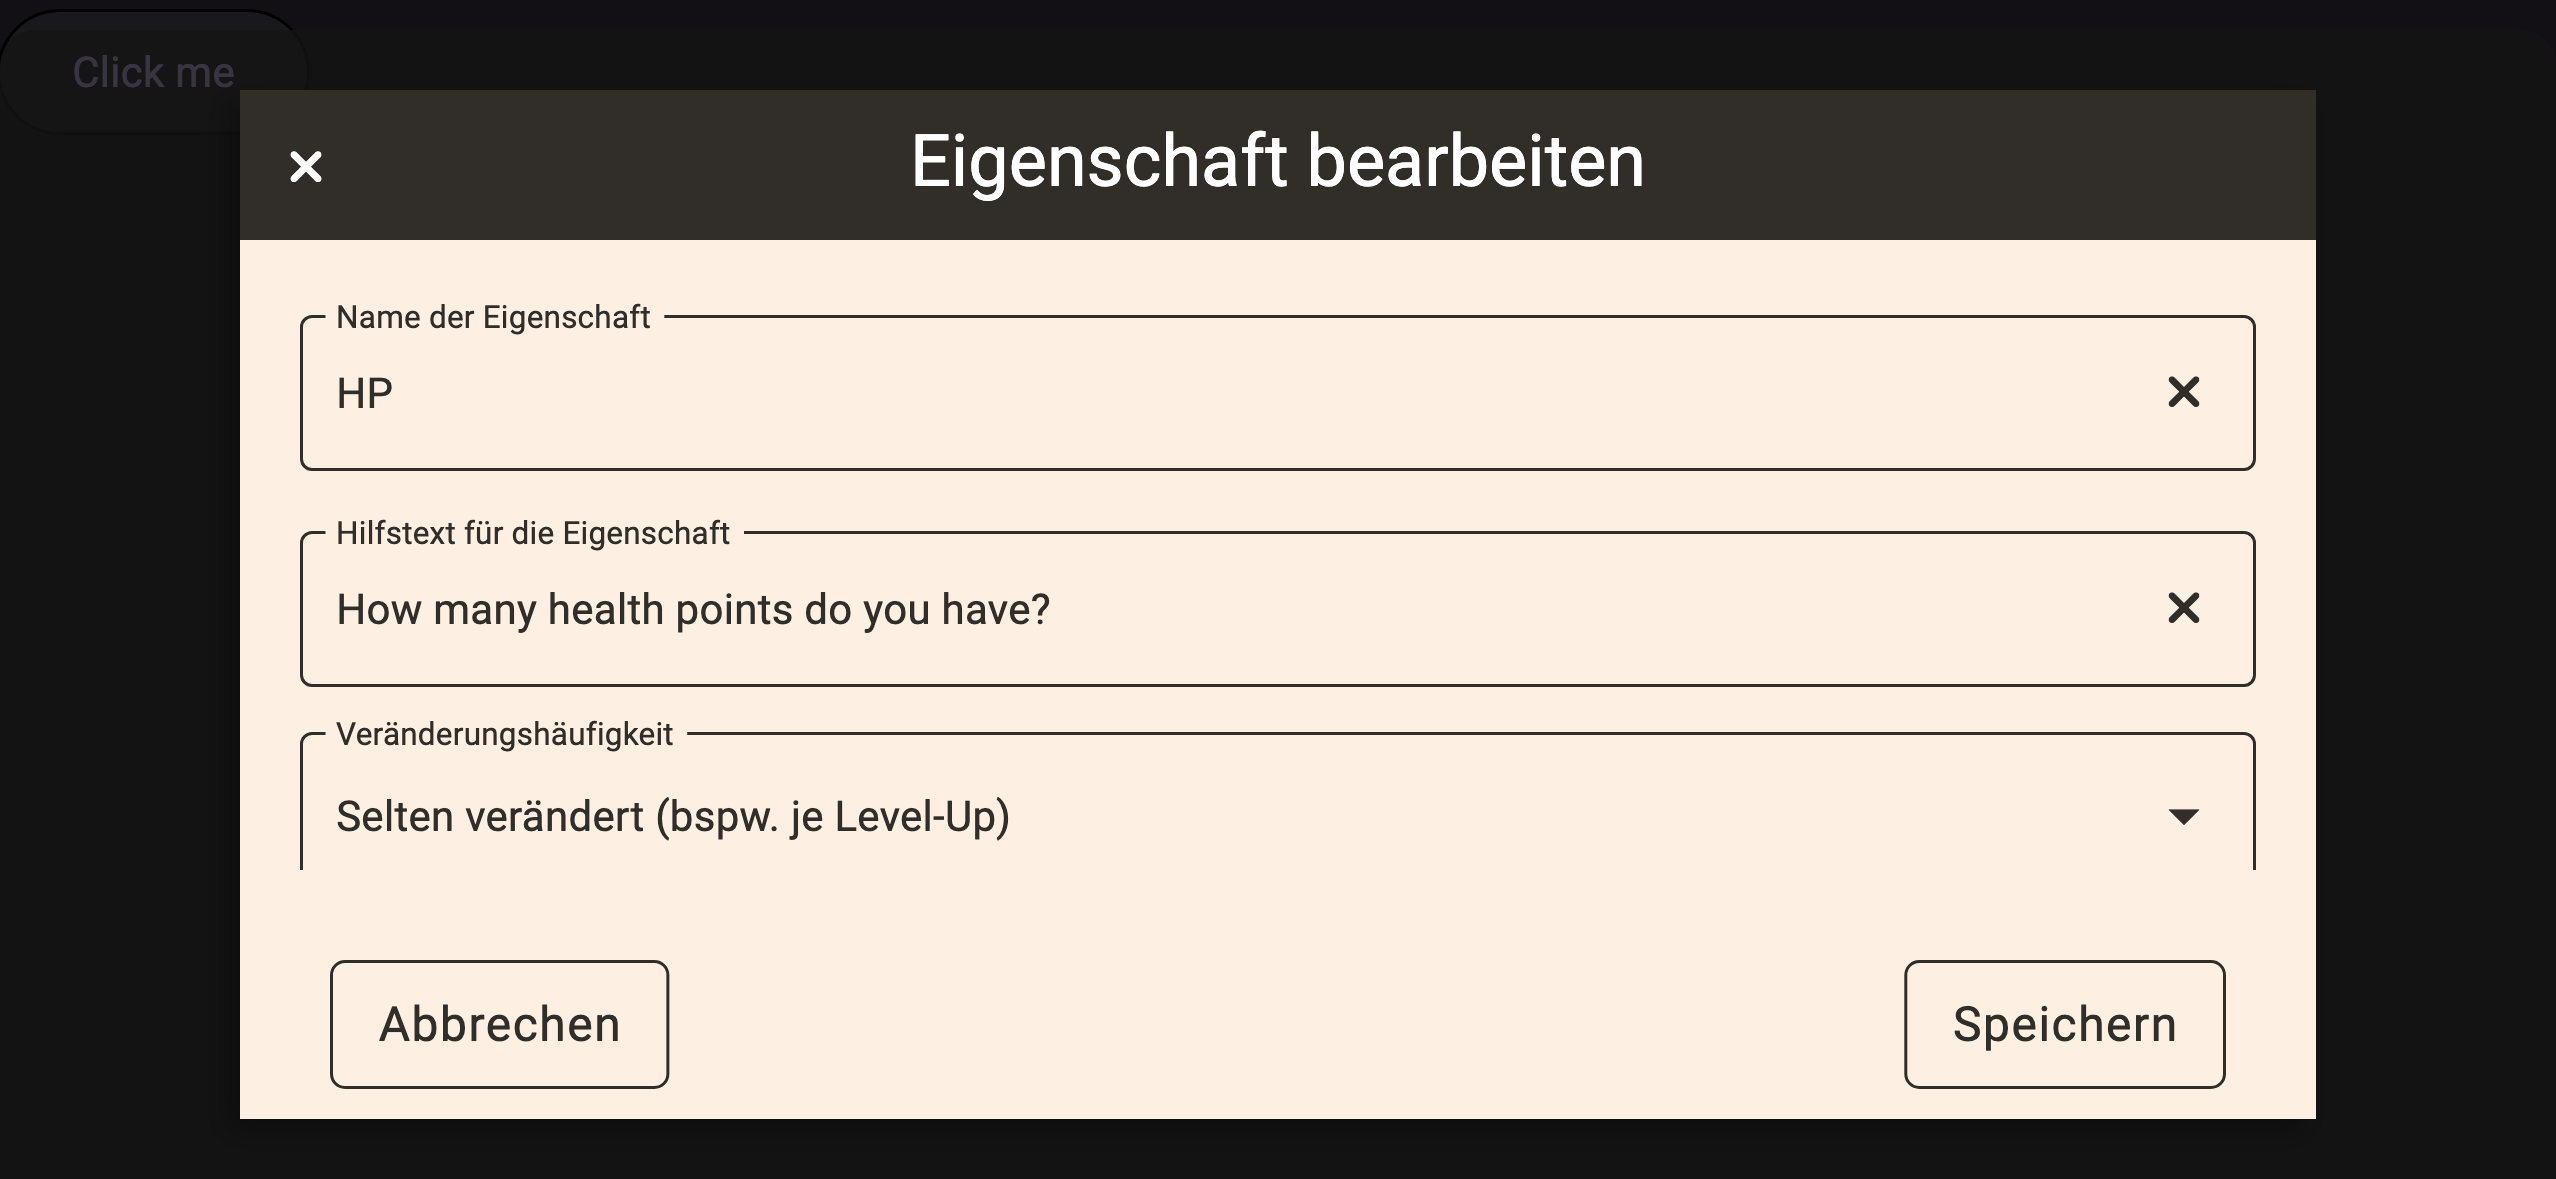 Click me
Eigenschaft bearbeiten
Name der Eigenschaft
HP
Hilfstext für die Eigenschaft
How many health points do you have?
Veränderungshäufigkeit
Selten verändert (bspw. je Level-Up)
Abbrechen
Speichern